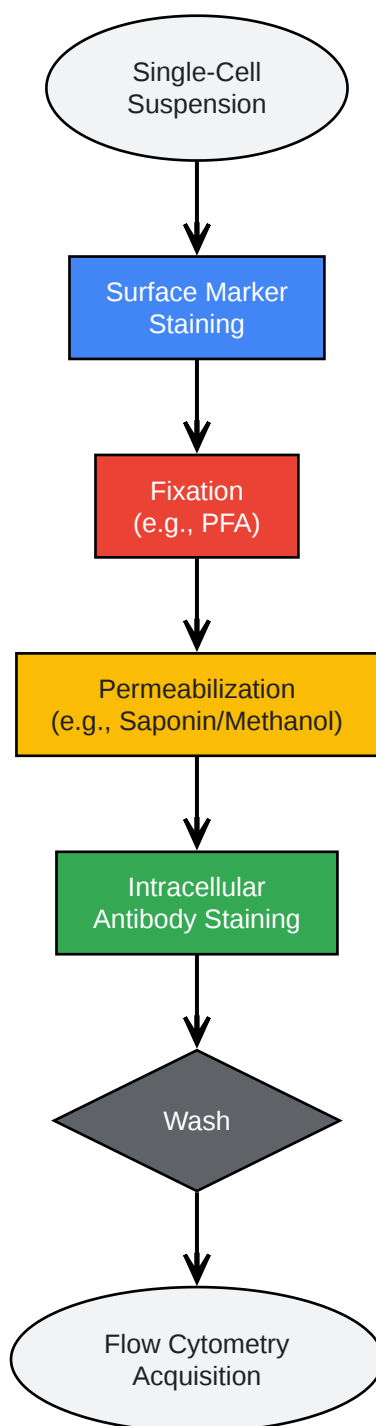 Single-Cell
Suspension
Surface Marker
Staining
Fixation
(e.g., PFA)
Permeabilization
(e.g., Saponin/Methanol)
Intracellular
Antibody Staining
Wash
Flow Cytometry
Acquisition